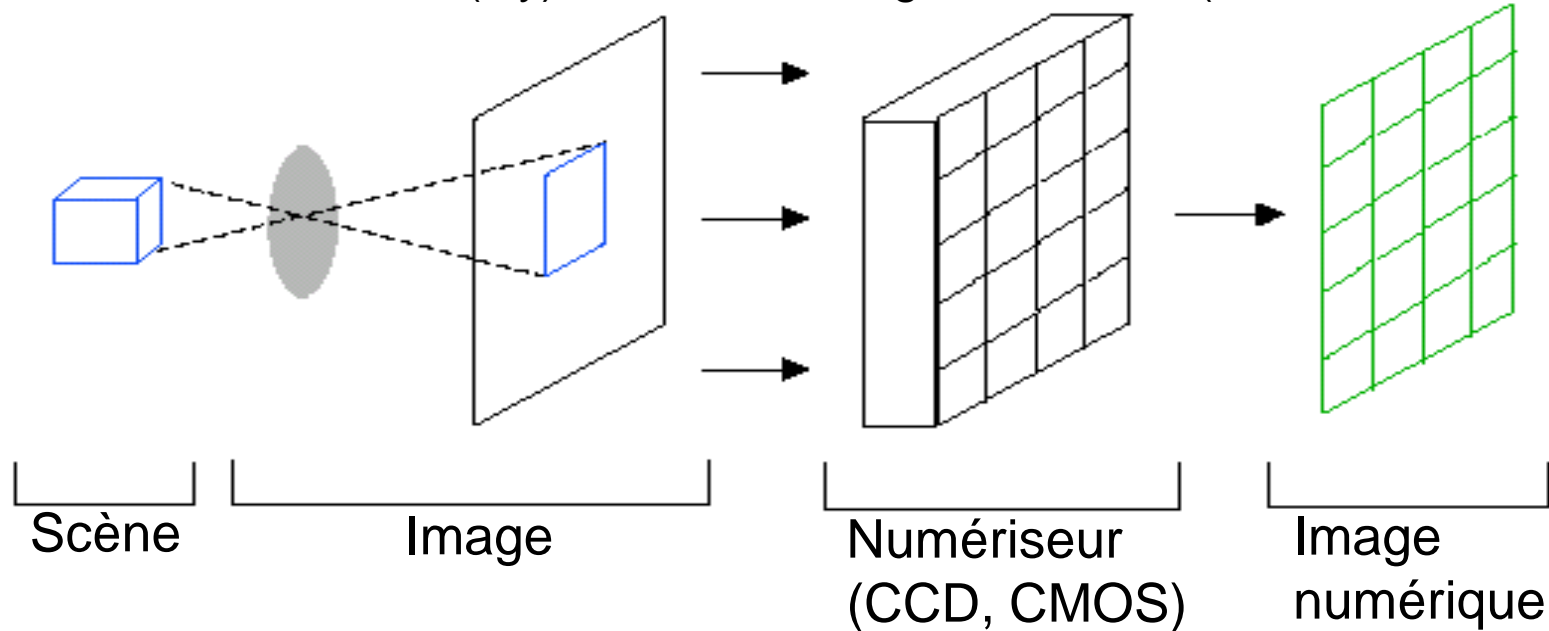 Scène
Image
Numériseur
(CCD, CMOS)
Image
numérique